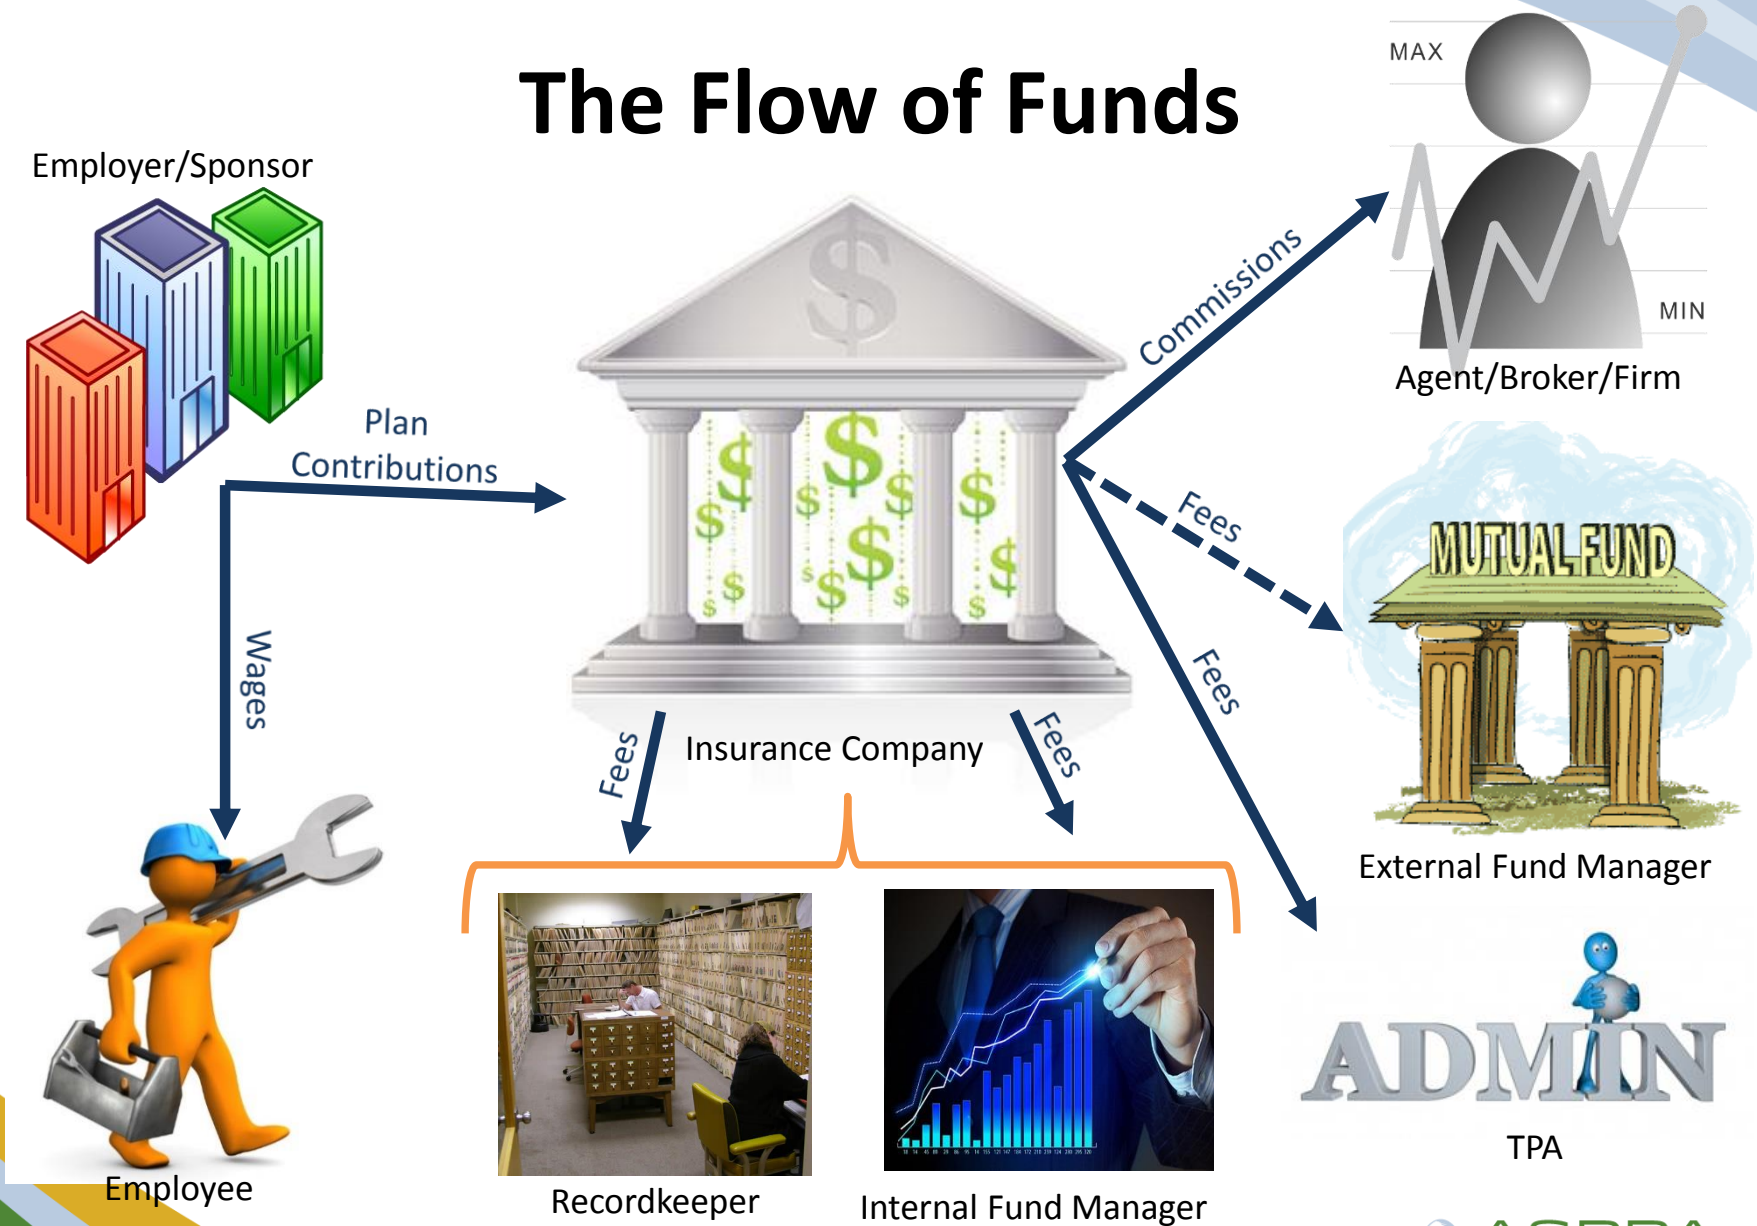 The Flow of Funds
MAX
MIN
Employer/Sponsor
Agent/Broker/Firm
Commissions
Plan
Contributions
Fees
MUTUAL FUND
Wages
Fees
Fees
Insurance Company
Fees
External Fund Manager
ADMIN
TPA
Employee
Recordkeeper
Internal Fund Manager